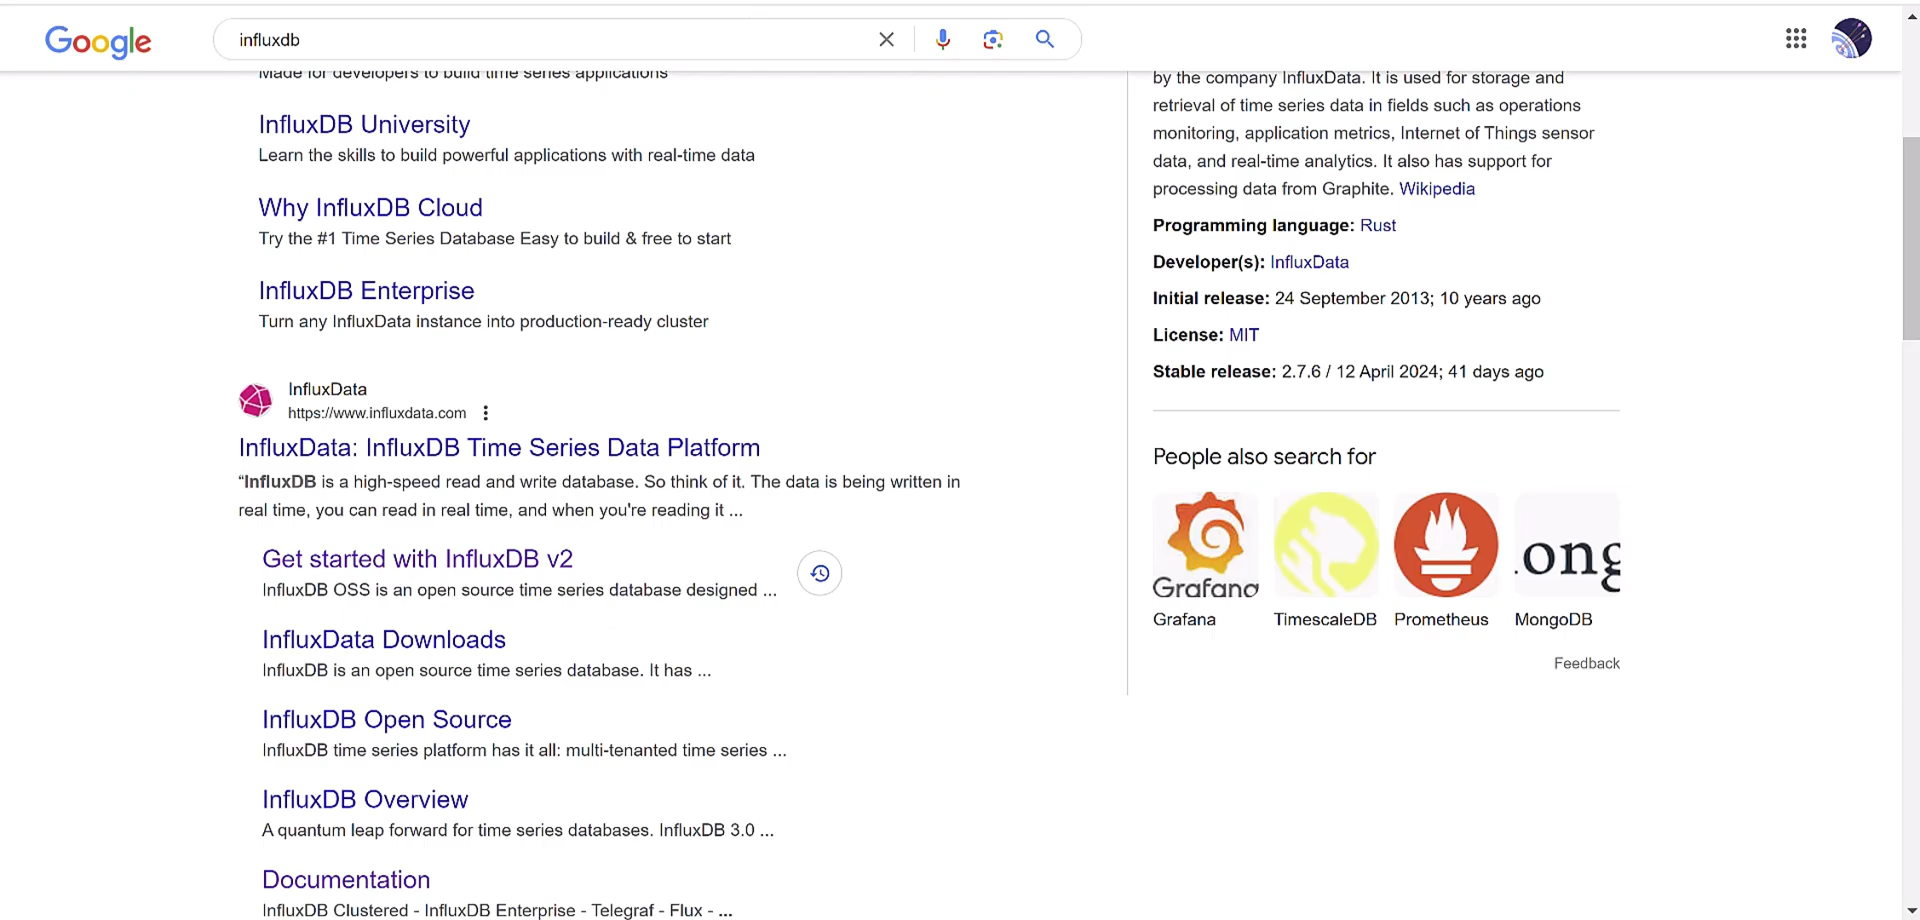 Google
influxdb
Made for developers to build time series applications
InfluxDB University
Learn the skills to build powerful applications with real-time data
Why InfluxDB Cloud
Try the #1 Time Series Database Easy to build & free to start
InfluxDB Enterprise
Turn any InfluxData instance into production-ready cluster
InfluxData
https://www.influxdata.com
InfluxData: InfluxDB Time Series Data Platform
“InfluxDB is a high-speed read and write database. So think of it. The data is being written in
real time, you can read in real time, and when you're reading it ...
Get started with InfluxDB v2
InfluxDB OSS is an open source time series database designed ...
InfluxData Downloads
InfluxDB is an open source time series database. It has ...
InfluxDB Open Source
InfluxDB time series platform has it all: multi-tenanted time series ...
InfluxDB Overview
A quantum leap forward for time series databases. InfluxDB 3.0 ...
Documentation
InfluxDB Clustered - InfluxDB Enterprise - Telegraf - Flux - ...
by the company InfluxData. It is used for storage and
retrieval of time series data in fields such as operations
monitoring, application metrics, Internet of Things sensor
data, and real-time analytics. It also has support for
processing data from Graphite. Wikipedia
Programming language: Rust
Developer(s): InfluxData
Initial release: 24 September 2013; 10 years ago
License: MIT
Stable release: 2.7.6 / 12 April 2024; 41 days ago
People also search for
Grafana
ong
Grafana
TimescaleDB
Prometheus
MongoDB
Feedback